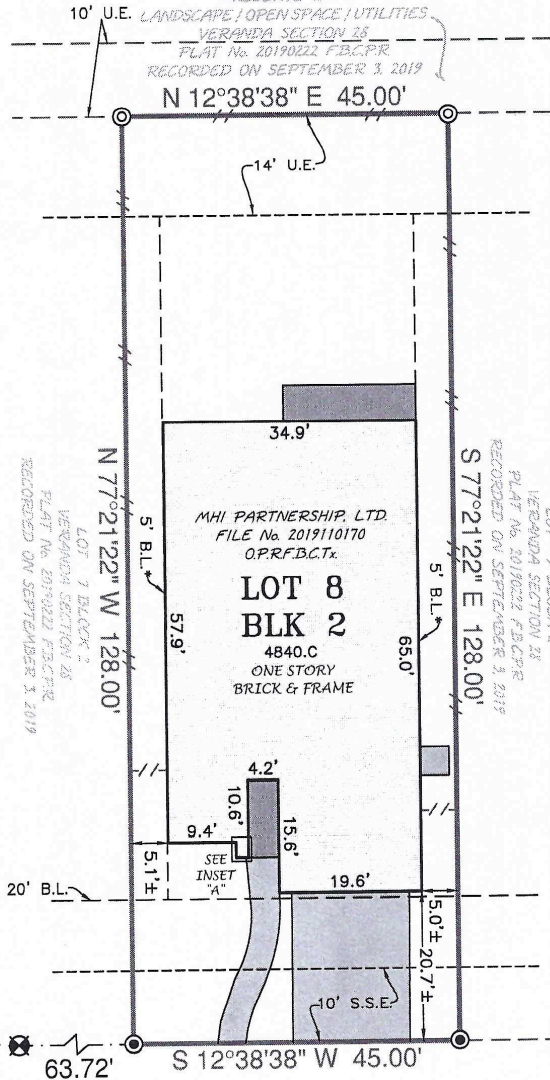 10' U.E.
LANDSCAPE / OPEN SPACE / UTILITIES
VERANDA SECTION 28
PLAT No. 20190222 F.B.C.P.R.
RECORDED ON SEPTEMBER 3, 2019
N 12°38'38" E 45.00'
14' U.E.
34.9'
MHI PARTNERSHIP, LTD.
FILE No. 2019110170
O.P.R.F.B.C.Tx.
LOT 8
BLK 2
4840.C
ONE STORY
BRICK & FRAME
N 77°21'22" W 128.00'
LOT 7 BLOCK 2
VERANDA SECTION 28
PLAT No. 20190222 F.B.C.P.R.
RECORDED ON SEPTEMBER 3, 2019
5' B.L.*
57.9'
65.0'
5' B.L.*
S 77°21'22" E 128.00'
VERANDA SECTION 28
PLAT No. 20190222 F.B.C.P.R.
RECORDED ON SEPTEMBER 3, 2019
4.2'
10.6'
15.6'
9.4'
SEE
INSET
"A"
5.1'±
19.6'
5.0'±
20' B.L.
20.7'±
10' S.S.E.
S 12°38'38" W 45.00'
63.72'